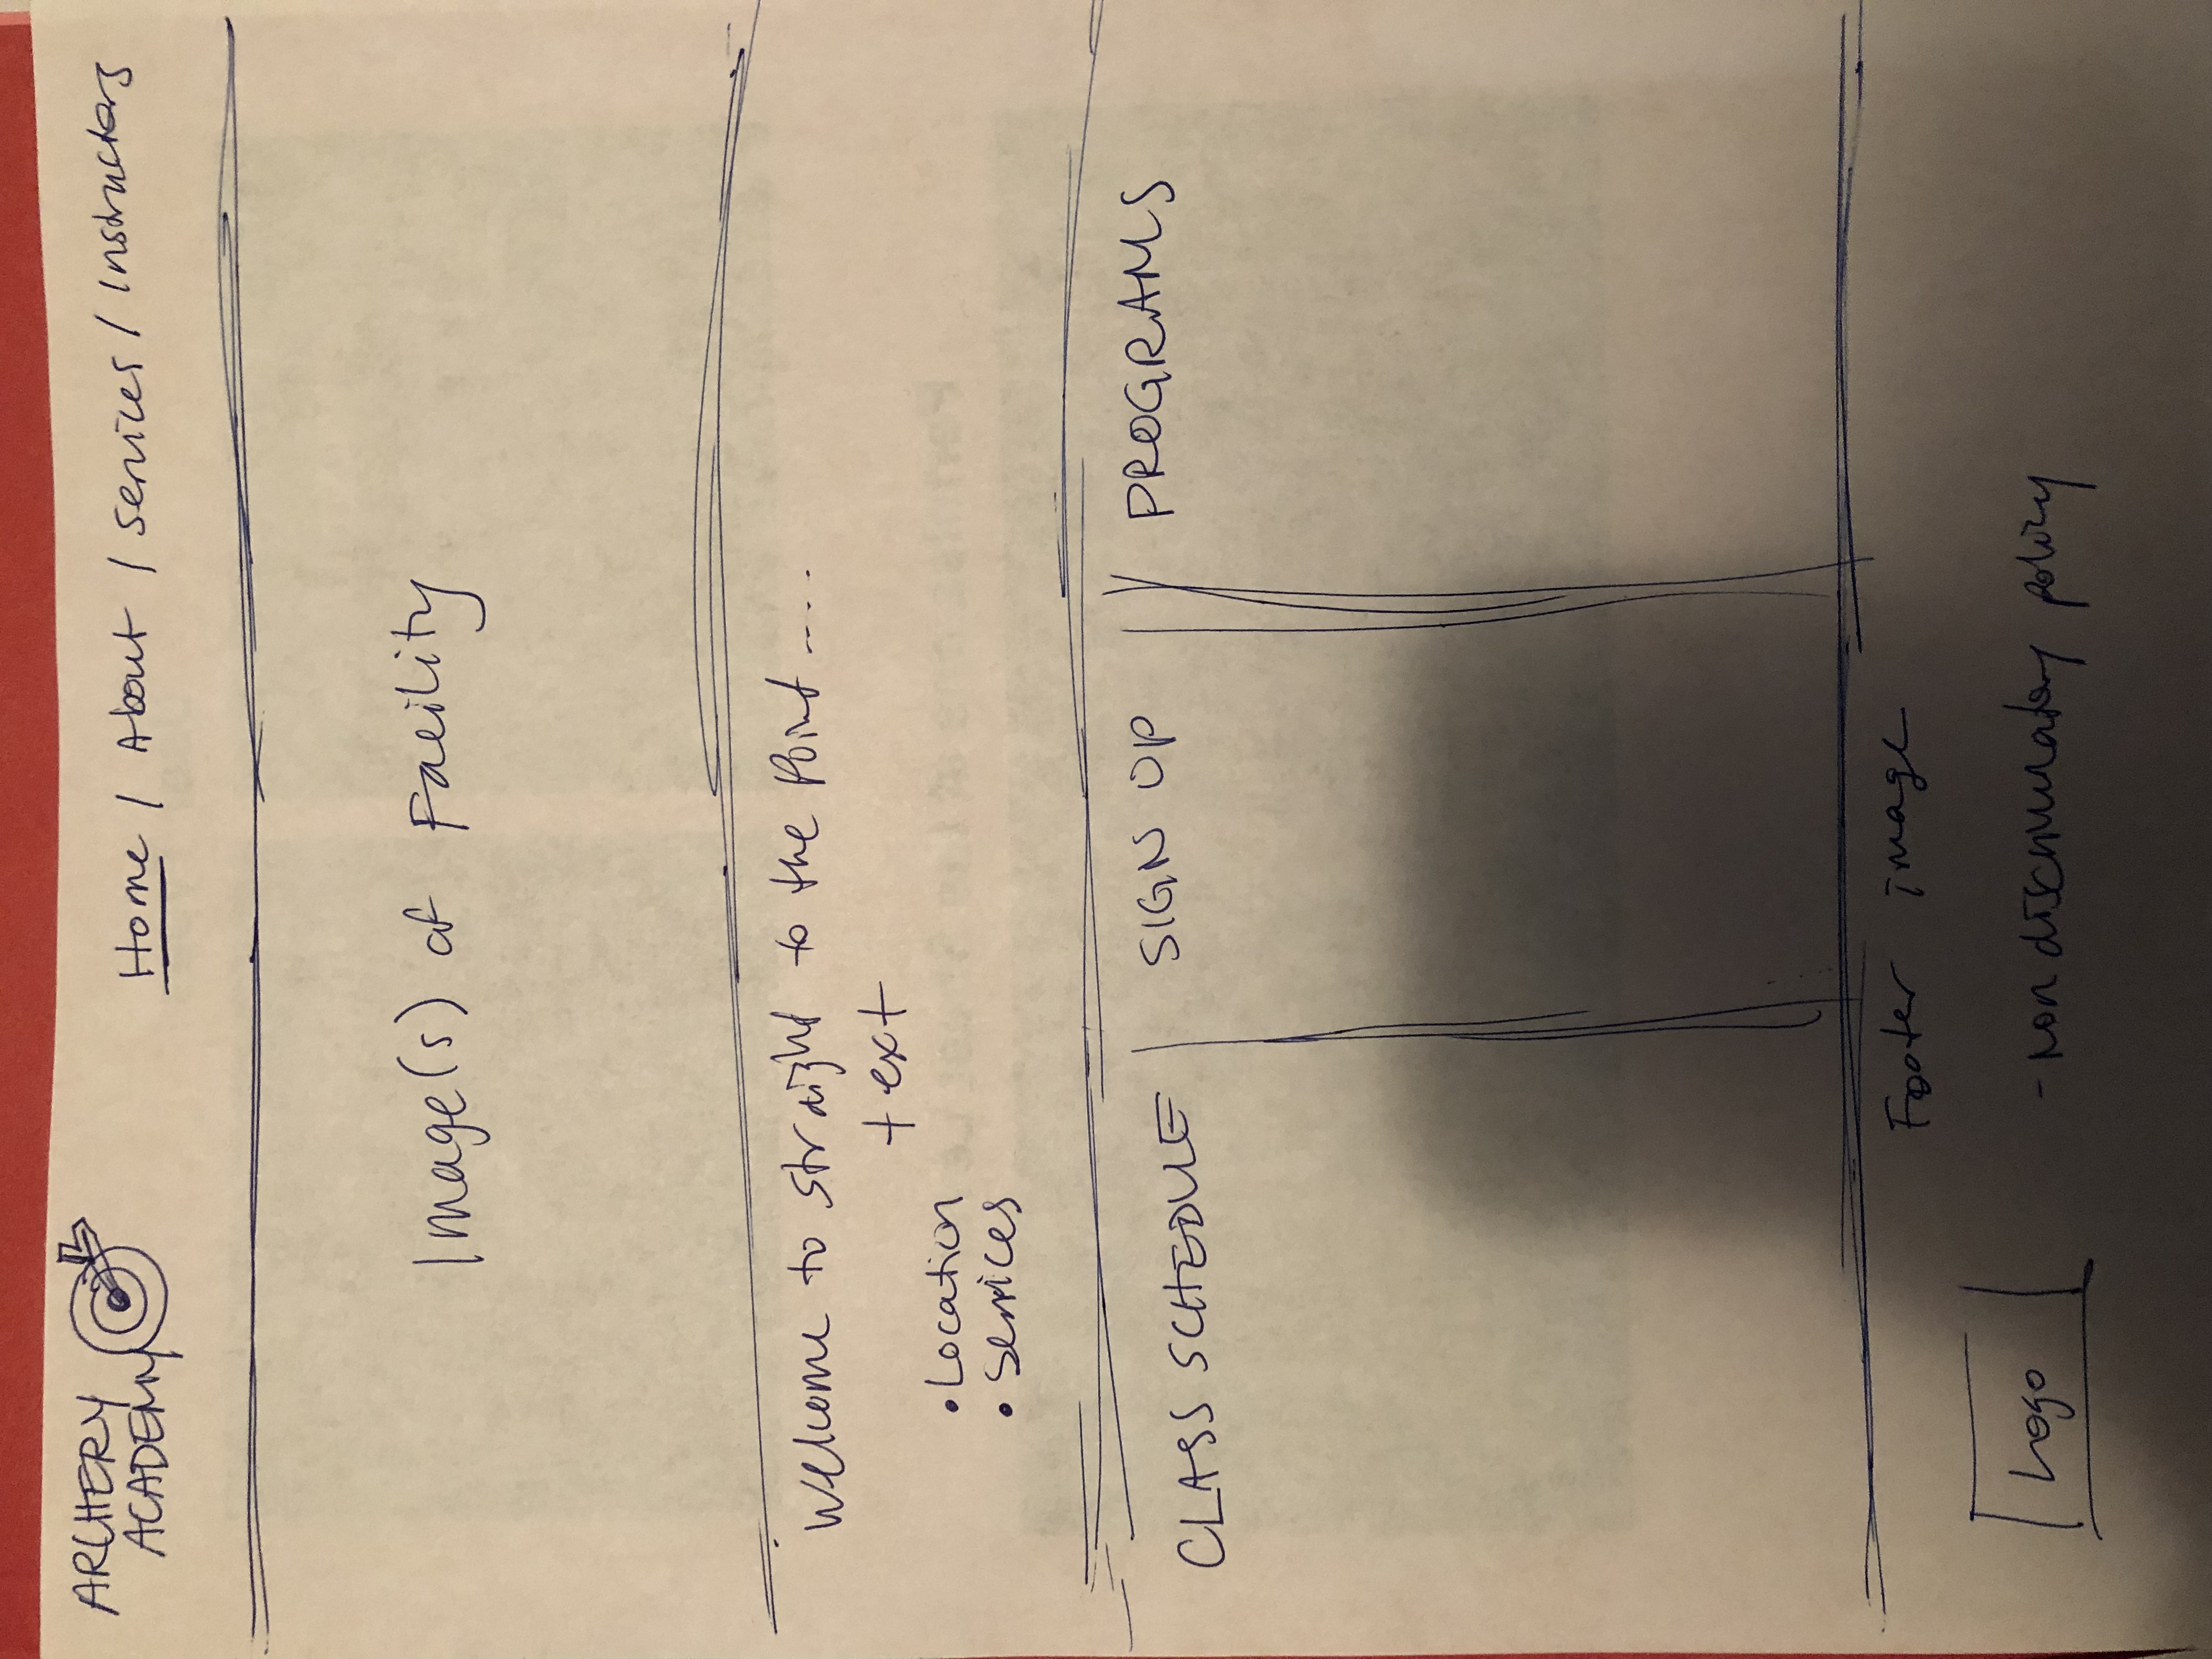 ARCHERY
ACADEMY
Home / About / Services / Instructors
Image(s) of Facility
Welcome to straight to the Point ....
text
• Location
• Services
CLASS SCHEDULE
SIGN UP
PROGRAMS
Footer image
Logo
- Non discriminatory policy